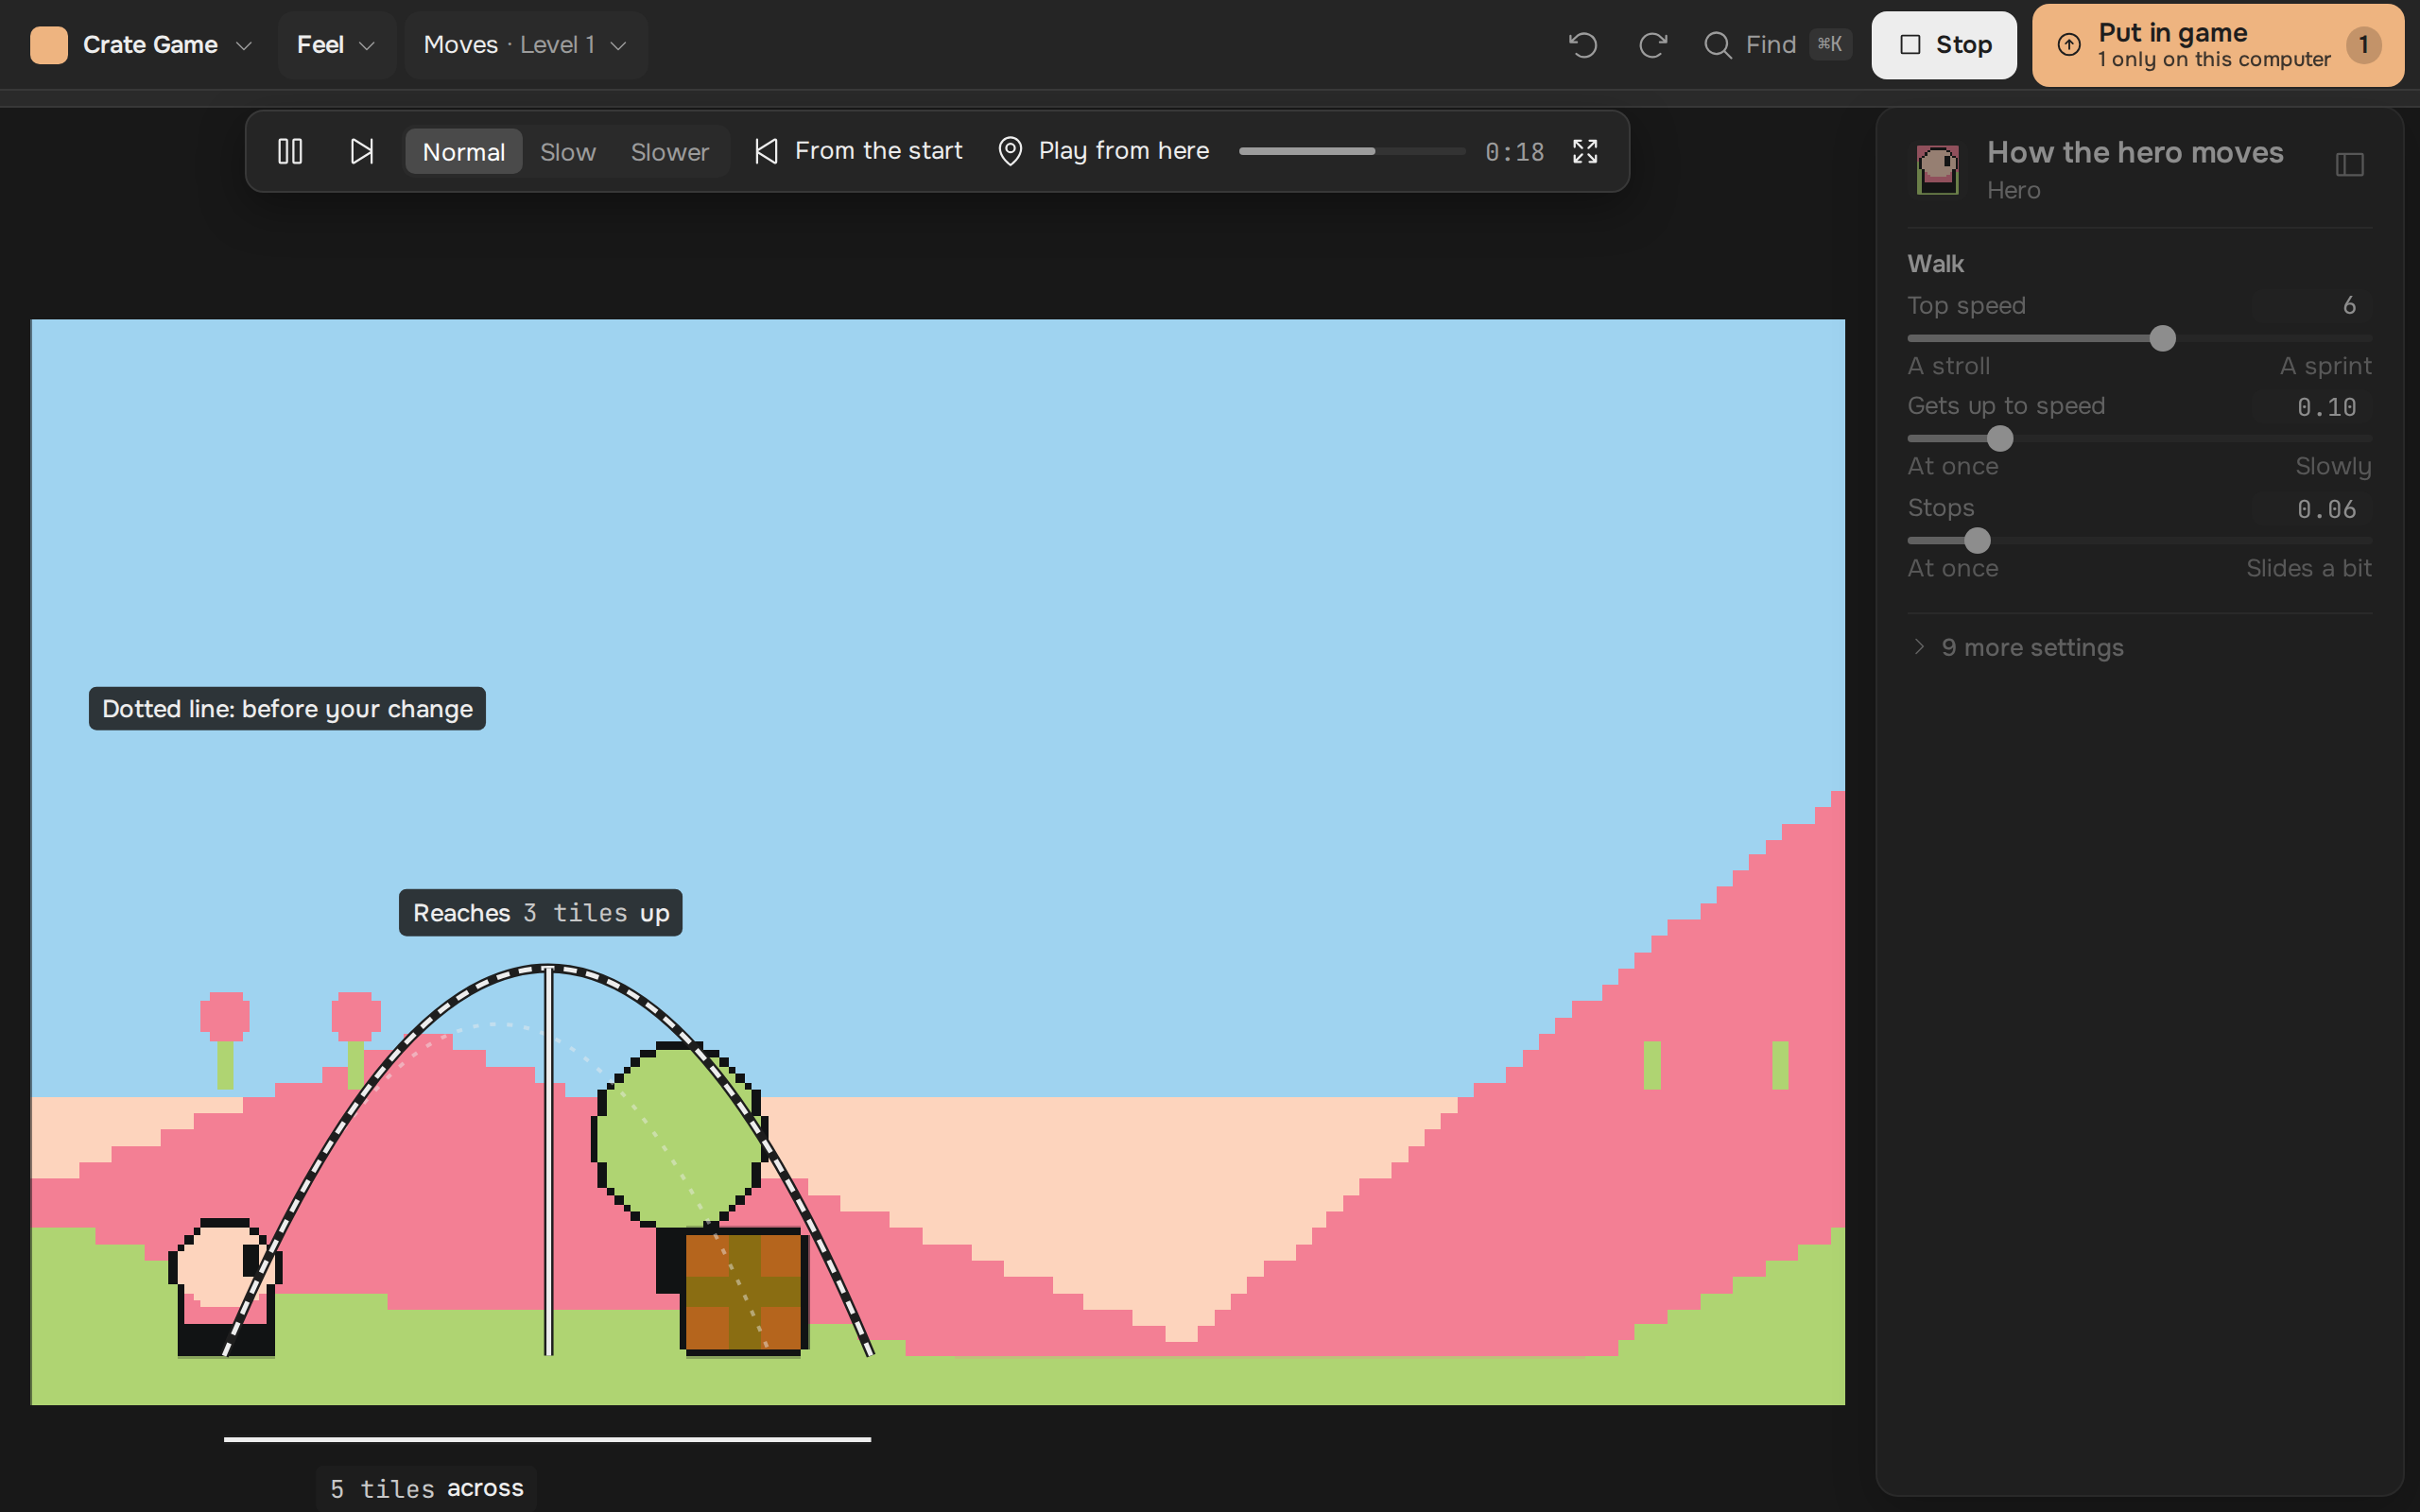 Crate Game
Feel
Moves · Level 1
Find ⌘K
Stop
Put in game
1 only on this computer
1
Normal
Slow
Slower
From the start
Play from here
0:18
How the hero moves
Hero
Walk
Top speed 6
A stroll A sprint
Gets up to speed 0.10
At once Slowly
Stops 0.06
At once Slides a bit
9 more settings
Dotted line: before your change
Reaches 3 tiles up
5 tiles across